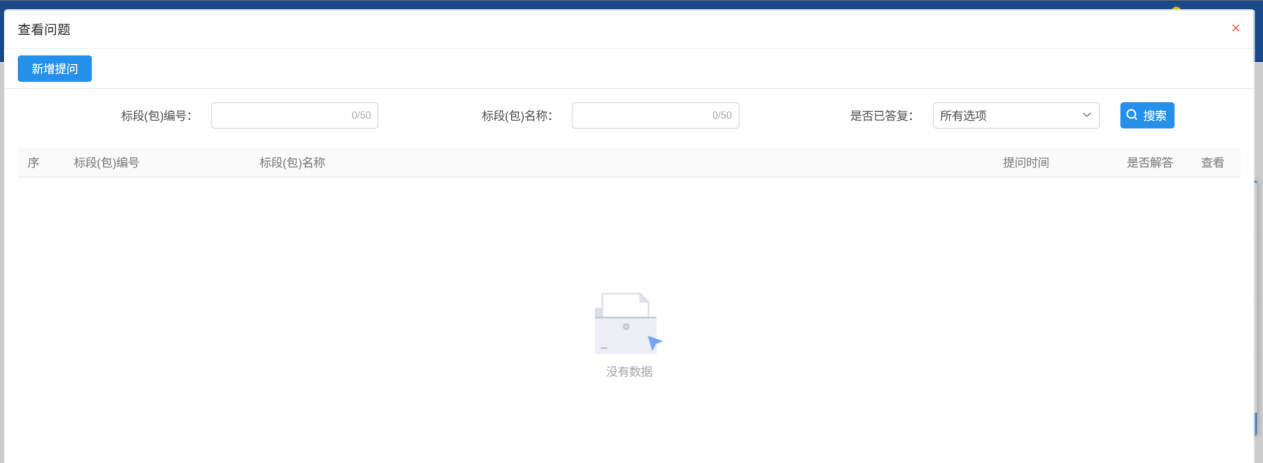 查看问题
×
新增提问
标段(包)编号： 0/50 标段(包)名称： 0/50 是否已答复： 所有选项 搜索
序 标段(包)编号 标段(包)名称 提问时间 是否解答 查看
没有数据